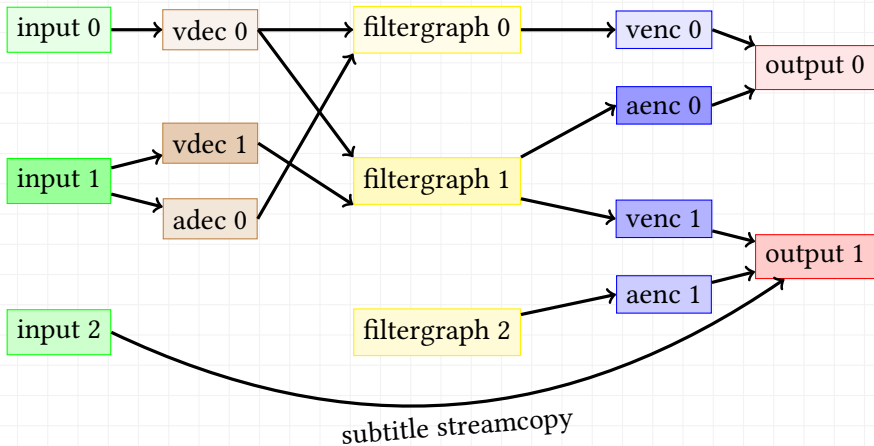 input 0
vdec 0
filtergraph 0
venc 0
output 0
aenc 0
vdec 1
input 1
filtergraph 1
adec 0
venc 1
output 1
aenc 1
input 2
filtergraph 2
subtitle streamcopy